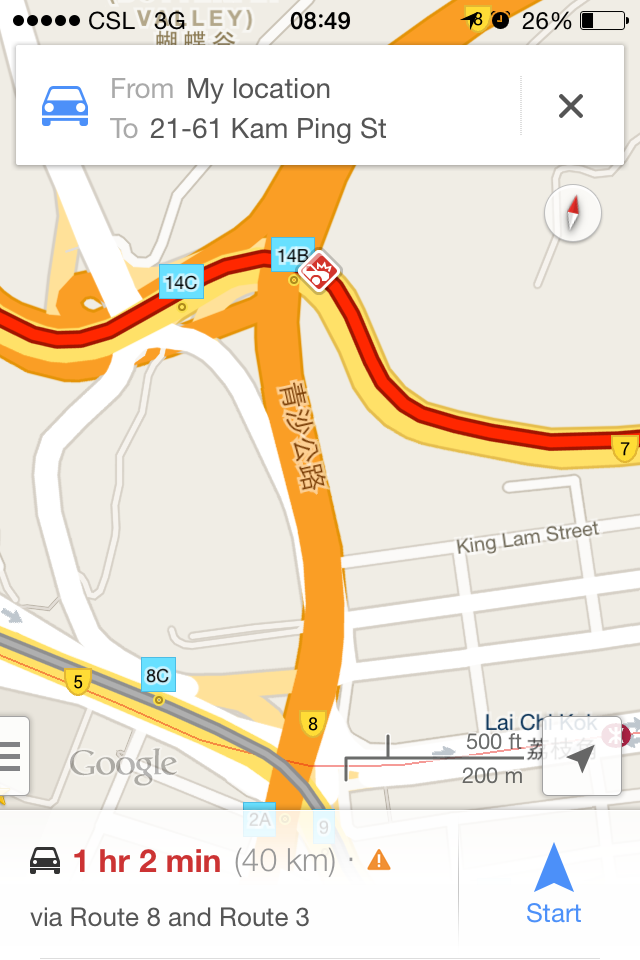 CSL 3G 08:49 26%
VALLEY)
蝴蝶谷
8
From My location
To 21-61 Kam Ping St
14B
14C
青沙公路
7
King Lam Street
8C
5
8
Lai Chi Kok
荔枝角
500 ft
200 m
Google
2A
9
1 hr 2 min (40 km) ·
via Route 8 and Route 3
Start